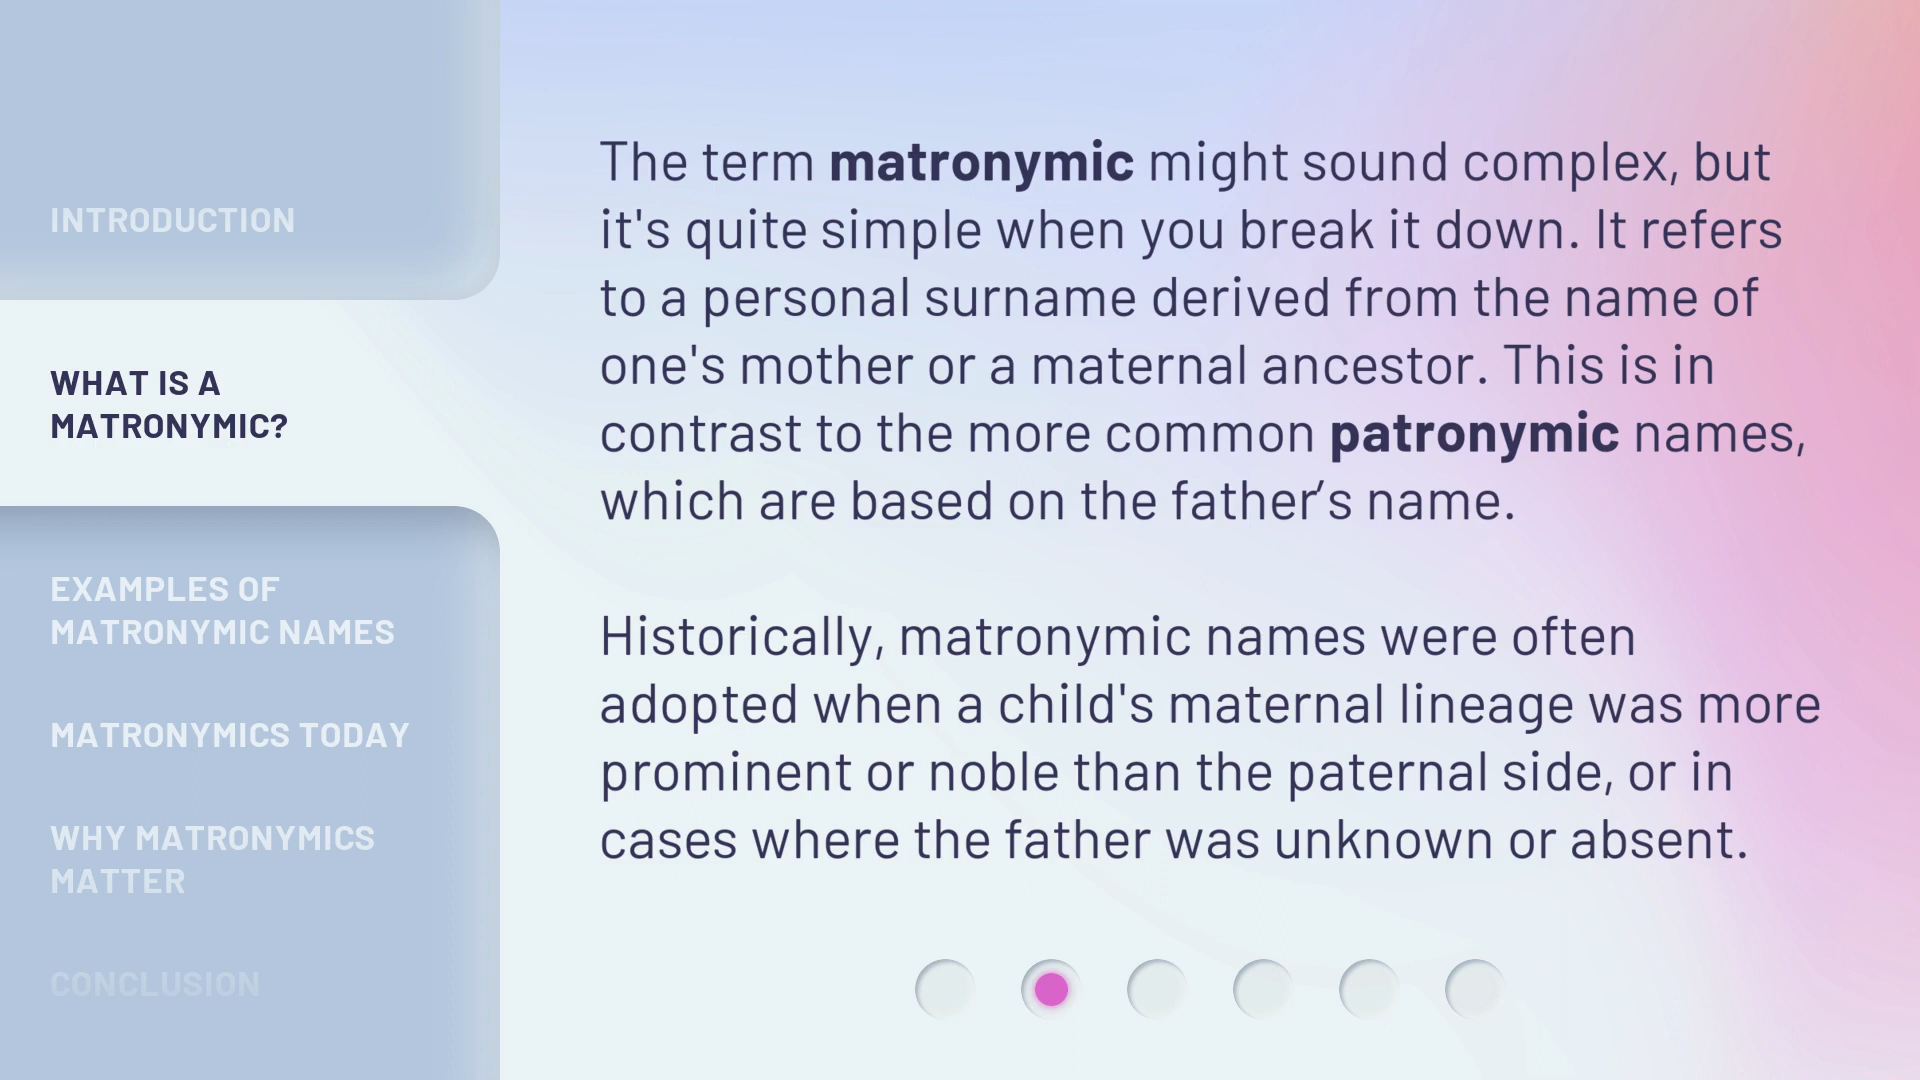 INTRODUCTION
WHAT IS A
MATRONYMIC?
EXAMPLES OF
MATRONYMIC NAMES
MATRONYMICS TODAY
WHY MATRONYMICS
MATTER
CONCLUSION
The term matronymic might sound complex, but
it's quite simple when you break it down. It refers
to a personal surname derived from the name of
one's mother or a maternal ancestor. This is in
contrast to the more common patronymic names,
which are based on the father’s name.
Historically, matronymic names were often
adopted when a child's maternal lineage was more
prominent or noble than the paternal side, or in
cases where the father was unknown or absent.